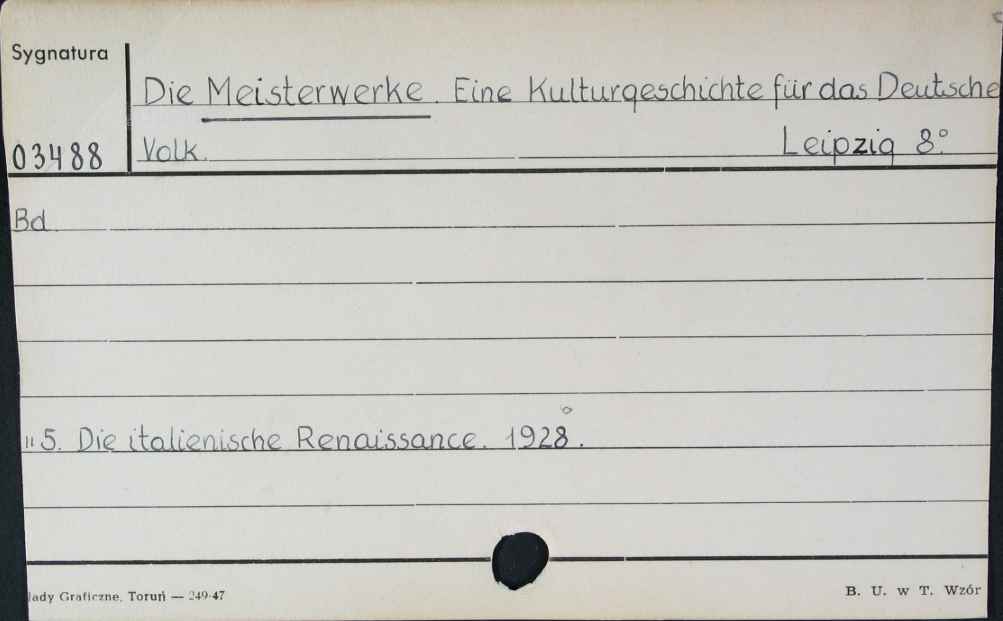 Sygnatura
Die Meisterwerke. Eine Kulturgeschichte für das Deutsche
03488 Volk. Leipzig 8°
Bd.
" 5. Die italienische Renaissance. 1928.
lady Graficzne, Toruń — 249-47
B. U. w T. Wzór